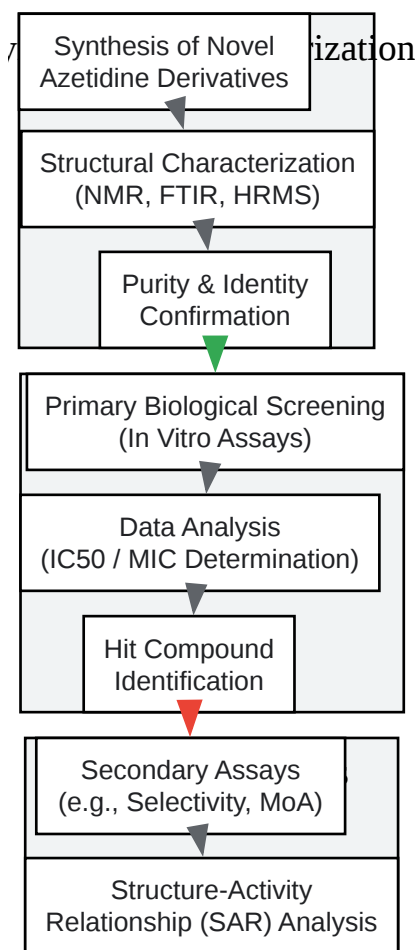 Synthesis of Novel
Azetidine Derivatives
Structural Characterization
(NMR, FTIR, HRMS)
Purity & Identity
Confirmation
Primary Biological Screening
(In Vitro Assays)
Data Analysis
(IC50 / MIC Determination)
Hit Compound
Identification
Secondary Assays
(e.g., Selectivity, MoA)
Structure-Activity
Relationship (SAR) Analysis